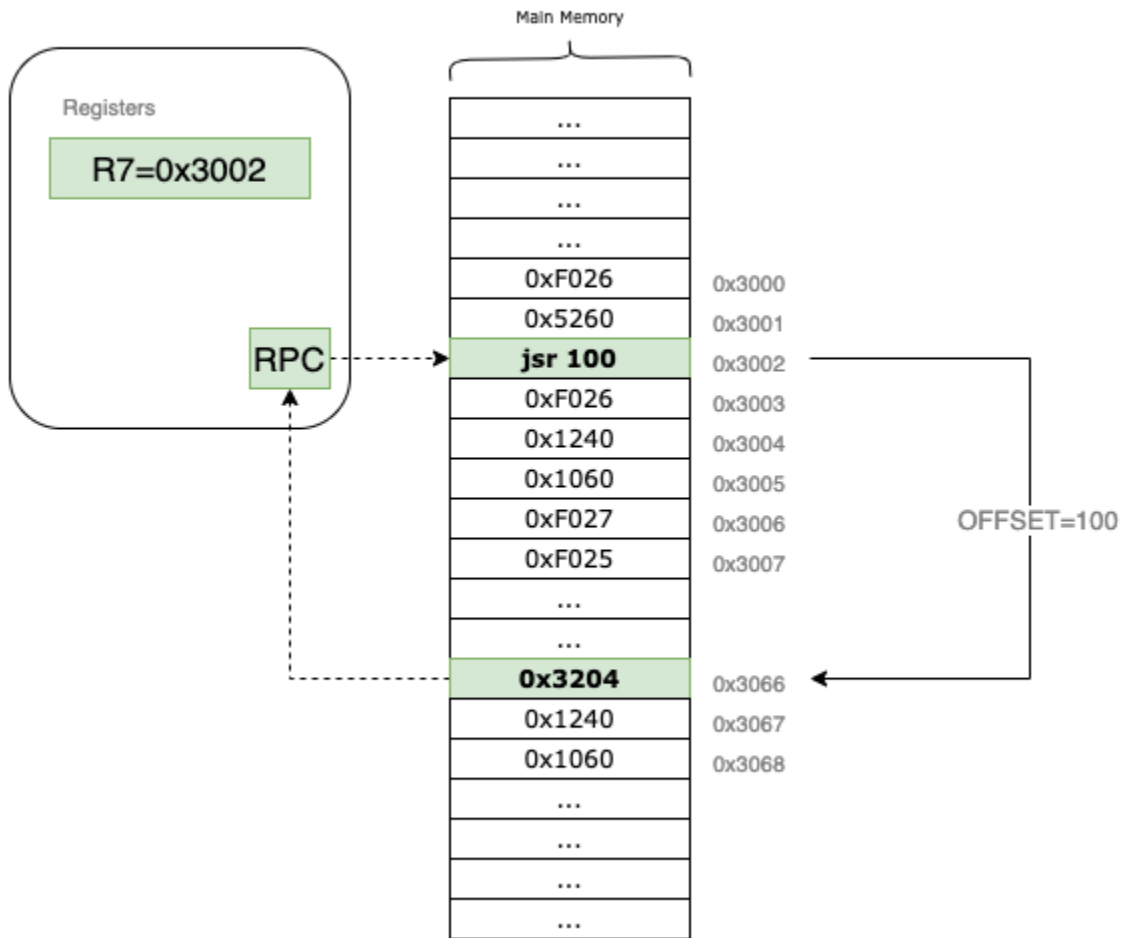 Main Memory
Registers
R7=0x3002
RPC
...
...
...
...
0xF026 0x3000
0x5260 0x3001
jsr 100 0x3002
0xF026 0x3003
0x1240 0x3004
0x1060 0x3005
0xF027 0x3006
0xF025 0x3007
...
...
0x3204 0x3066
0x1240 0x3067
0x1060 0x3068
...
...
...
...
OFFSET=100